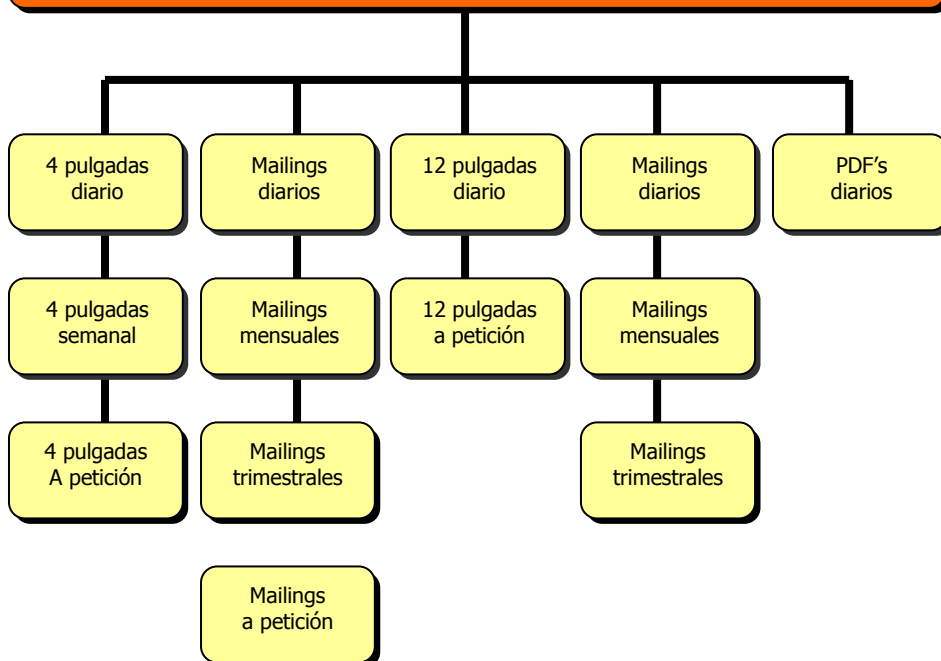 4 pulgadas
diario
Mailings
diarios
12 pulgadas
diario
Mailings
diarios
PDF’s
diarios
4 pulgadas
semanal
Mailings
mensuales
12 pulgadas
a petición
Mailings
mensuales
4 pulgadas
A petición
Mailings
trimestrales
Mailings
trimestrales
Mailings
a petición